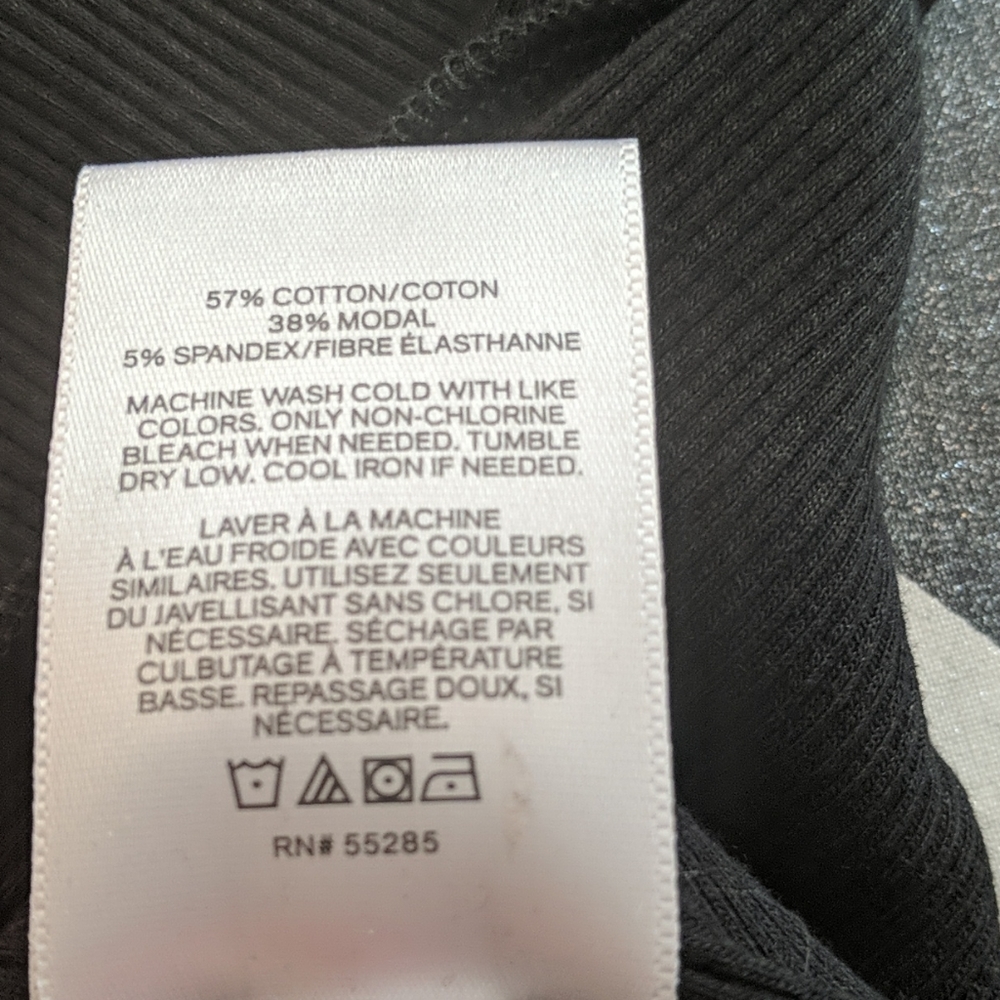 57% COTTON/COTON
38% MODAL
5% SPANDEX/FIBRE ÉLASTHANNE
MACHINE WASH COLD WITH LIKE
COLORS. ONLY NON-CHLORINE
BLEACH WHEN NEEDED. TUMBLE
DRY LOW. COOL IRON IF NEEDED.
LAVER À LA MACHINE
À L'EAU FROIDE AVEC COULEURS
SIMILAIRES. UTILISEZ SEULEMENT
DU JAVELLISANT SANS CHLORE, SI
NÉCESSAIRE. SÉCHAGE PAR
CULBUTAGE À TEMPÉRATURE
BASSE. REPASSAGE DOUX, SI
NÉCESSAIRE.
RN# 55285